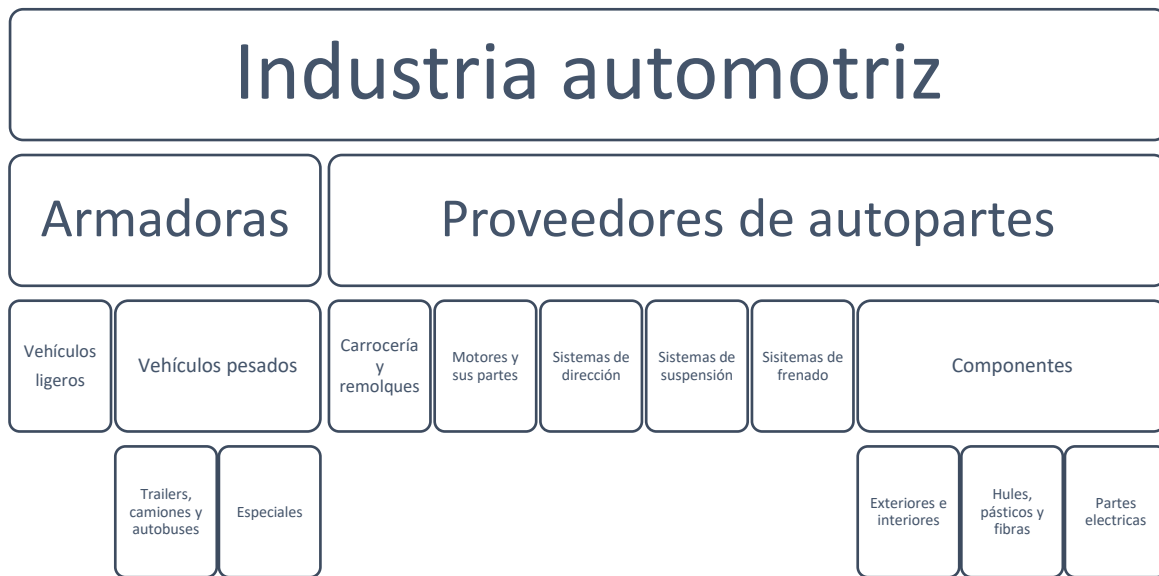 Industria automotriz
Armadoras
Proveedores de autopartes
Vehículos
ligeros
Vehículos pesados
Carrocería
y
remolques
Motores y
sus partes
Sistemas de
dirección
Sistemas de
suspensión
Sisitemas de
frenado
Componentes
Trailers,
camiones y
autobuses
Especiales
Exteriores e
interiores
Hules,
pásticos y
fibras
Partes
electricas